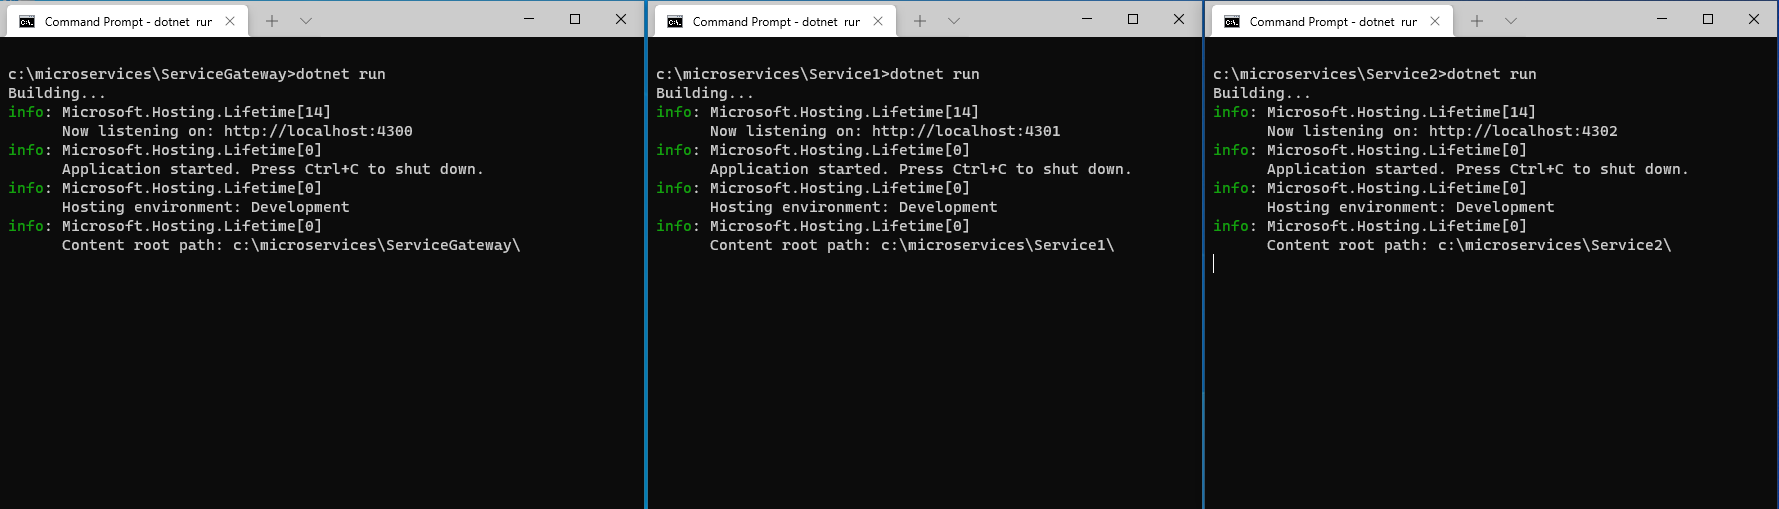 Command Prompt - dotnet  run
c:\microservices\ServiceGateway>dotnet run
Building...
info: Microsoft.Hosting.Lifetime[14]
      Now listening on: http://localhost:4300
info: Microsoft.Hosting.Lifetime[0]
      Application started. Press Ctrl+C to shut down.
info: Microsoft.Hosting.Lifetime[0]
      Hosting environment: Development
info: Microsoft.Hosting.Lifetime[0]
      Content root path: c:\microservices\ServiceGateway\
Command Prompt - dotnet  run
c:\microservices\Service1>dotnet run
Building...
info: Microsoft.Hosting.Lifetime[14]
      Now listening on: http://localhost:4301
info: Microsoft.Hosting.Lifetime[0]
      Application started. Press Ctrl+C to shut down.
info: Microsoft.Hosting.Lifetime[0]
      Hosting environment: Development
info: Microsoft.Hosting.Lifetime[0]
      Content root path: c:\microservices\Service1\
Command Prompt - dotnet  run
c:\microservices\Service2>dotnet run
Building...
info: Microsoft.Hosting.Lifetime[14]
      Now listening on: http://localhost:4302
info: Microsoft.Hosting.Lifetime[0]
      Application started. Press Ctrl+C to shut down.
info: Microsoft.Hosting.Lifetime[0]
      Hosting environment: Development
info: Microsoft.Hosting.Lifetime[0]
      Content root path: c:\microservices\Service2\